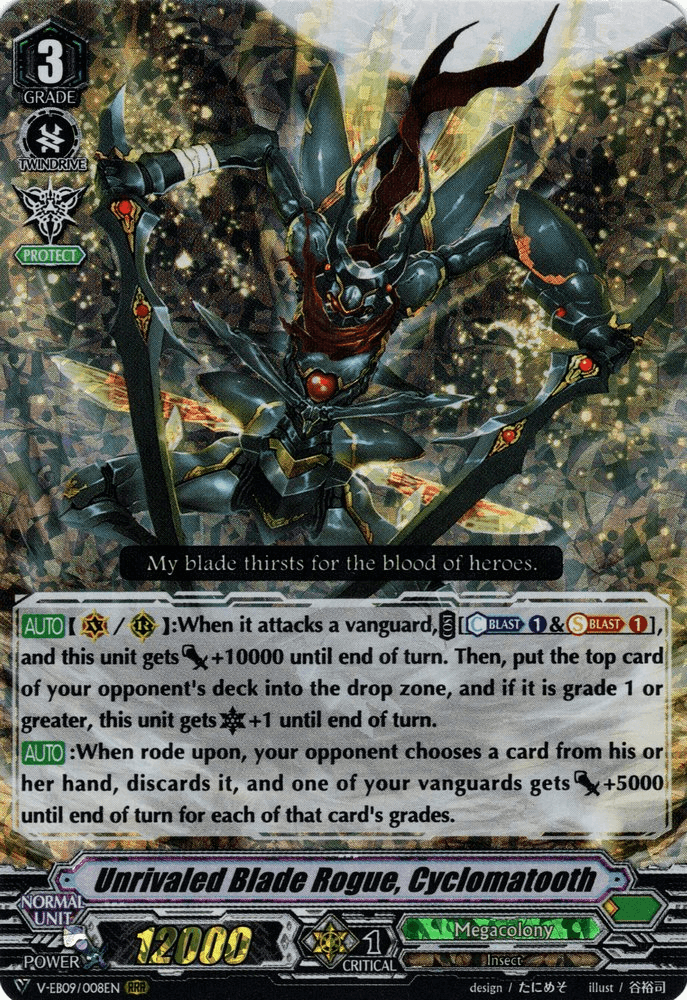 3
GRADE
TWINDRIVE
PROTECT
My blade thirsts for the blood of heroes.
AUTO【 V / R 】:When it attacks a vanguard, COST [C BLAST 1 & S BLAST 1],
and this unit gets +10000 until end of turn. Then, put the top card
of your opponent's deck into the drop zone, and if it is grade 1 or
greater, this unit gets +1 until end of turn.
AUTO :When rode upon, your opponent chooses a card from his or
her hand, discards it, and one of your vanguards gets +5000
until end of turn for each of that card's grades.
Unrivaled Blade Rogue, Cyclomatooth
NORMAL
UNIT
POWER 12000
1
CRITICAL
Megacolony
Insect
V-EB09/008EN RRR
design / たにめそ illust / 谷裕司